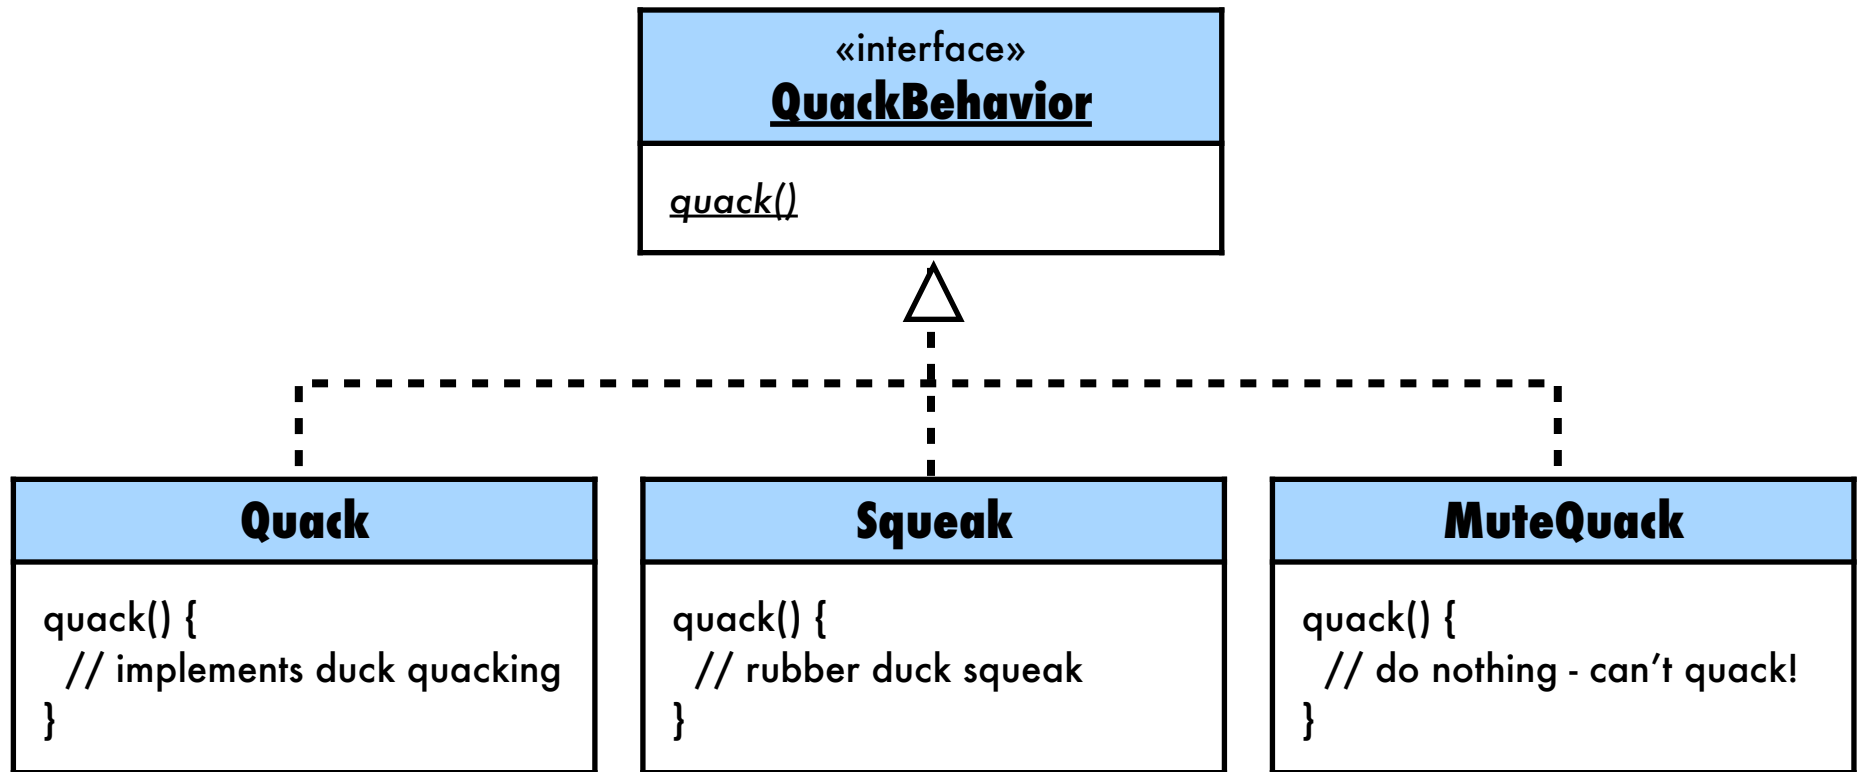 «interface»
QuackBehavior
quack()
Quack
quack() {
// implements duck quacking
}
Squeak
quack() {
// rubber duck squeak
}
MuteQuack
quack() {
// do nothing - can’t quack!
}